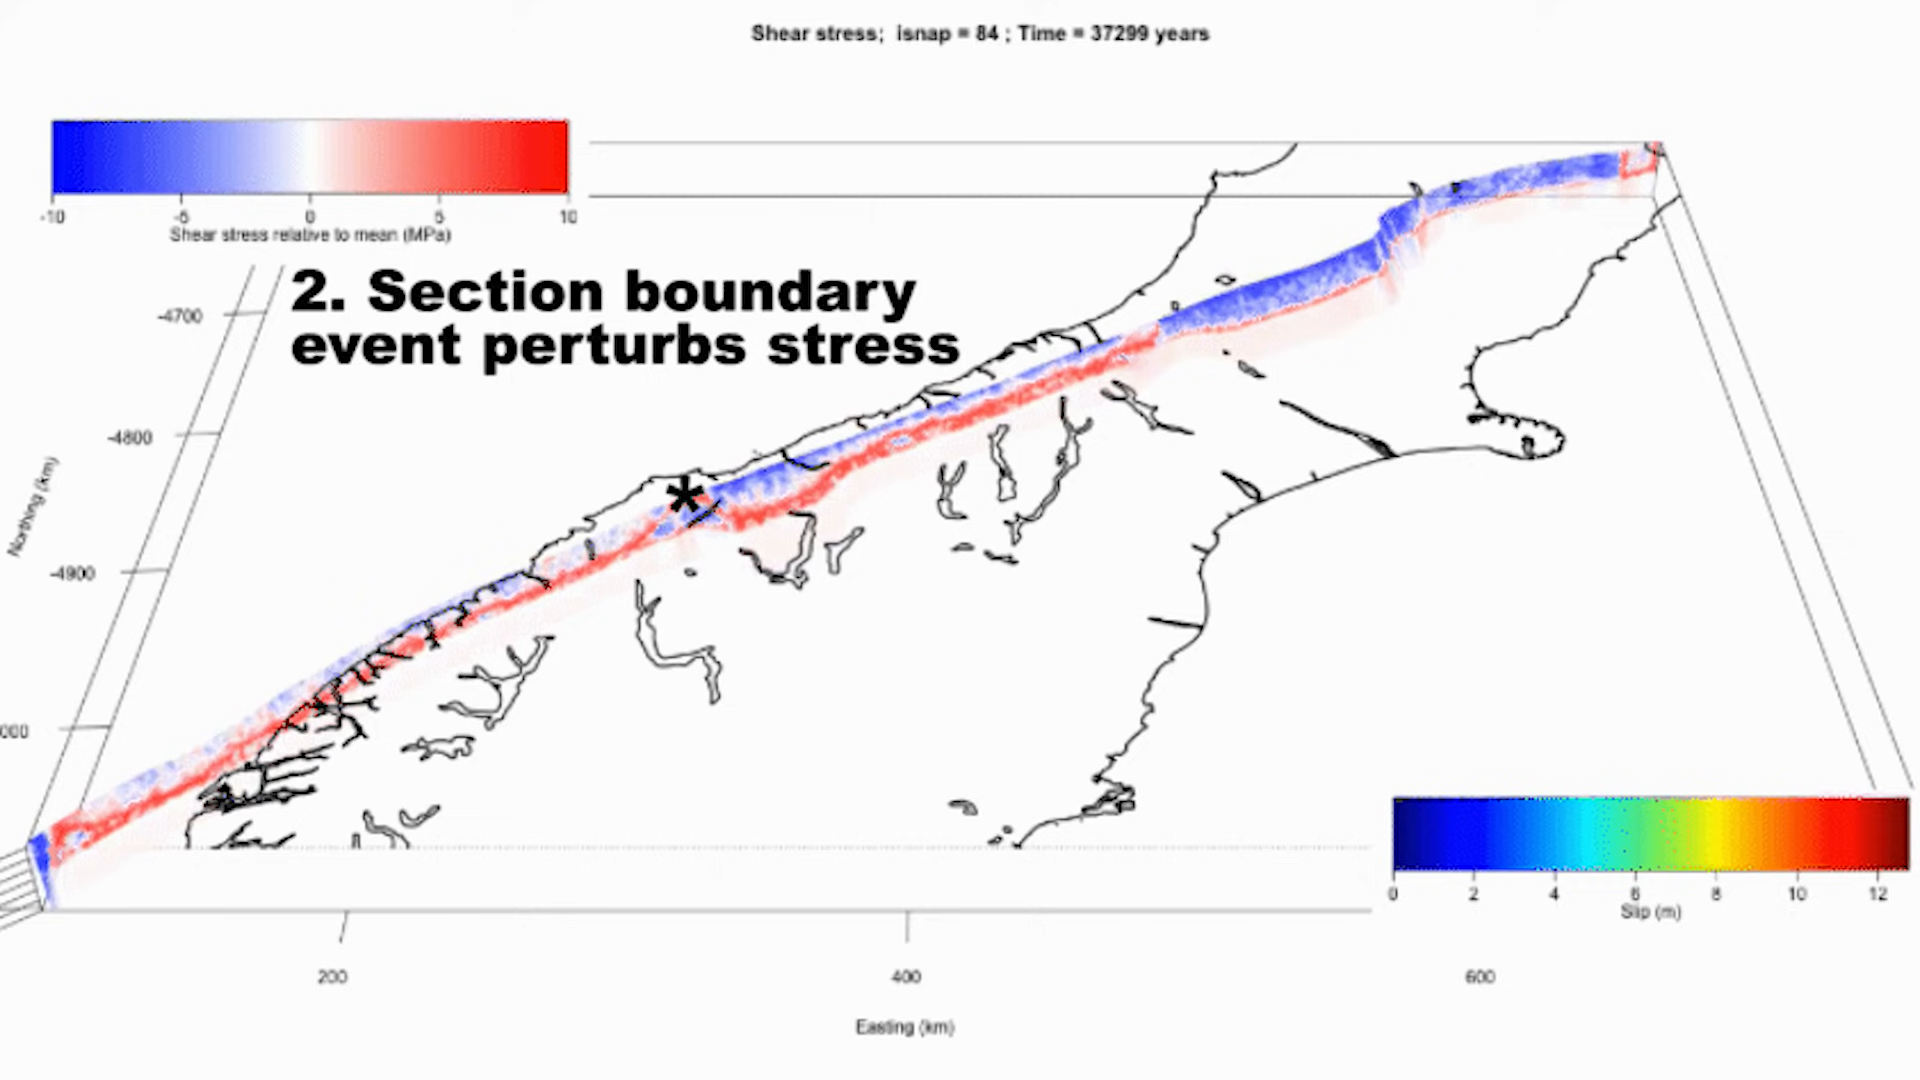 Shear stress; isnap = 84 ; Time = 37299 years
-10 -5 0 5 10
Shear stress relative to mean (MPa)
2. Section boundary
event perturbs stress
-4700
-4800
-4900
000
Northing (km)
*
0 2 4 6 8 10 12
Slip (m)
200 400 600
Easting (km)